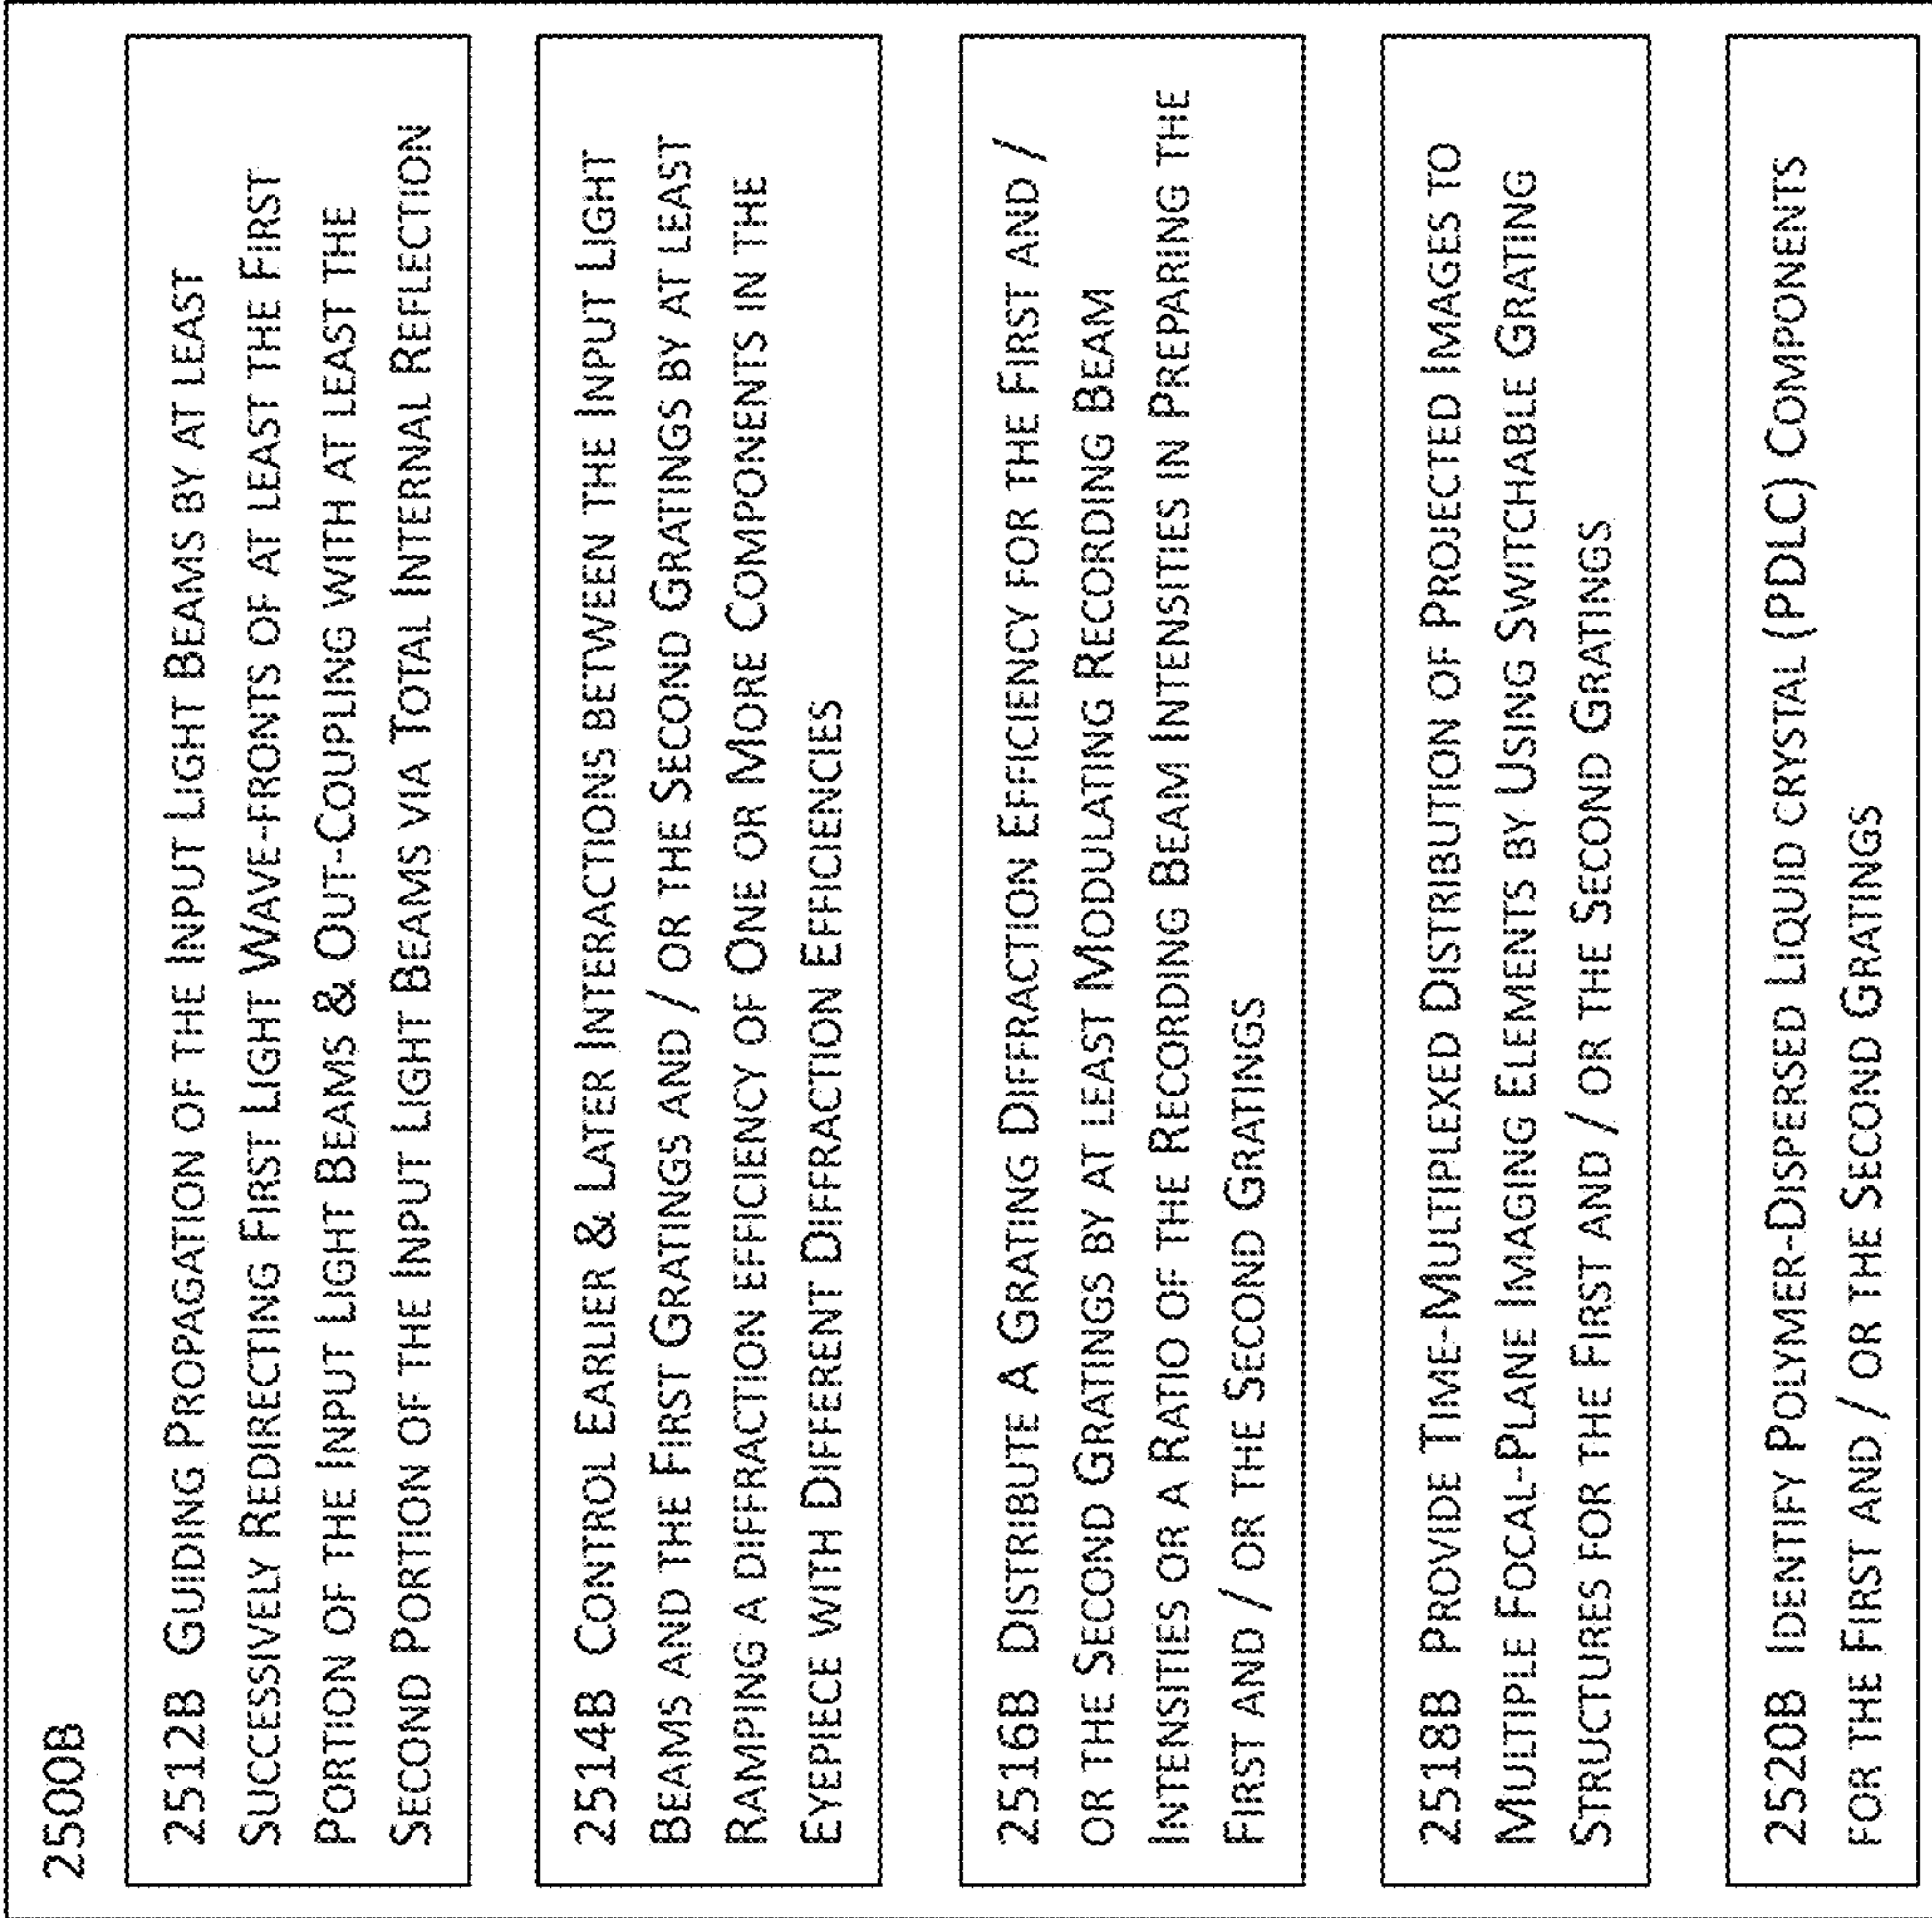 2500B
2512B Guiding Propagation of the Input Light Beams by at least
Successively Redirecting First Light Wave-fronts of at least the First
Portion of the Input Light Beams & Out-Coupling with at least the
Second Portion of the Input Light Beams via Total Internal Reflection
2514B Control Earlier & Later Interactions between the Input Light
Beams and the First Gratings and / or the Second Gratings by at least
Ramping a diffraction efficiency of One or More Components in the
Eyepiece with Different Diffraction Efficiencies
2516B Distribute A Grating Diffraction Efficiency for the First and /
or the Second Gratings by at least Modulating Recording Beam
Intensities or a Ratio of the Recording Beam Intensities in Preparing the
First and / or the Second Gratings
2518B Provide Time-Multiplexed Distribution of Projected Images to
Multiple Focal-Plane Imaging Elements by Using Switchable Grating
Structures for the First and / or the Second Gratings
2520B Identify Polymer-Dispersed Liquid crystal (PDLC) Components
for the First and / or the Second Gratings